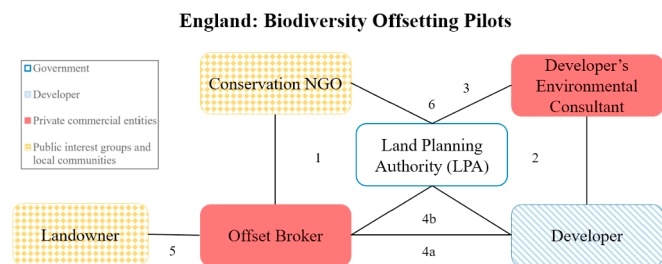 England: Biodiversity Offsetting Pilots
Government
Developer
Private commercial entities
Public interest groups and
local communities
Conservation NGO
Developer's
Environmental
Consultant
3
6
Land Planning
Authority (LPA)
1
2
Landowner
Offset Broker
4b
Developer
5
4a